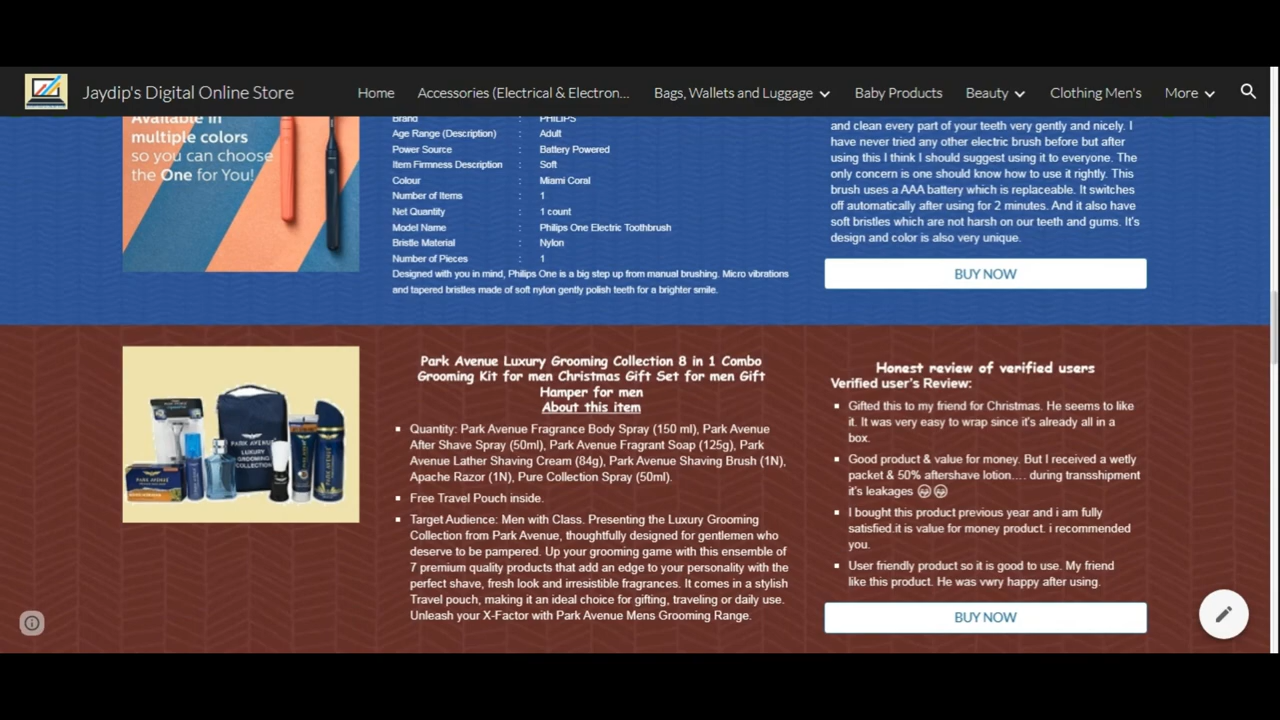 Jaydip's Digital Online Store
Home
Accessories (Electrical & Electron...
Bags, Wallets and Luggage
Baby Products
Beauty
Clothing Men's
More
Available in
multiple colors
so you can choose
the One for You!
Brand : PHILIPS
Age Range (Description) : Adult
Power Source : Battery Powered
Item Firmness Description : Soft
Colour : Miami Coral
Number of Items : 1
Net Quantity : 1 count
Model Name : Philips One Electric Toothbrush
Bristle Material : Nylon
Number of Pieces : 1
Designed with you in mind, Philips One is a big step up from manual brushing. Micro vibrations
and tapered bristles made of soft nylon gently polish teeth for a brighter smile.
and clean every part of your teeth very gently and nicely. I
have never tried any other electric brush before but after
using this I think I should suggest using it to everyone. The
only concern is one should know how to use it rightly. This
brush uses a AAA battery which is replaceable. It switches
off automatically after using for 2 minutes. And it also have
soft bristles which are not harsh on our teeth and gums. It's
design and color is also very unique.
BUY NOW
PARK AVENUE
LUXURY
GROOMING
COLLECTION
Park Avenue Luxury Grooming Collection 8 in 1 Combo
Grooming Kit for men Christmas Gift Set for men Gift
Hamper for men
About this item
Quantity: Park Avenue Fragrance Body Spray (150 ml), Park Avenue
After Shave Spray (50ml), Park Avenue Fragrant Soap (125g), Park
Avenue Lather Shaving Cream (84g), Park Avenue Shaving Brush (1N),
Apache Razor (1N), Pure Collection Spray (50ml).
Free Travel Pouch inside.
Target Audience: Men with Class. Presenting the Luxury Grooming
Collection from Park Avenue, thoughtfully designed for gentlemen who
deserve to be pampered. Up your grooming game with this ensemble of
7 premium quality products that add an edge to your personality with the
perfect shave, fresh look and irresistible fragrances. It comes in a stylish
Travel pouch, making it an ideal choice for gifting, traveling or daily use.
Unleash your X-Factor with Park Avenue Mens Grooming Range.
Honest review of verified users
Verified user's Review:
Gifted this to my friend for Christmas. He seems to like
it. It was very easy to wrap since it's already all in a
box.
Good product & value for money. But I received a wetly
packet & 50% aftershave lotion…. during transshipment
it's leakages
I bought this product previous year and i am fully
satisfied.it is value for money product. i recommended
you.
User friendly product so it is good to use. My friend
like this product. He was vwry happy after using.
BUY NOW